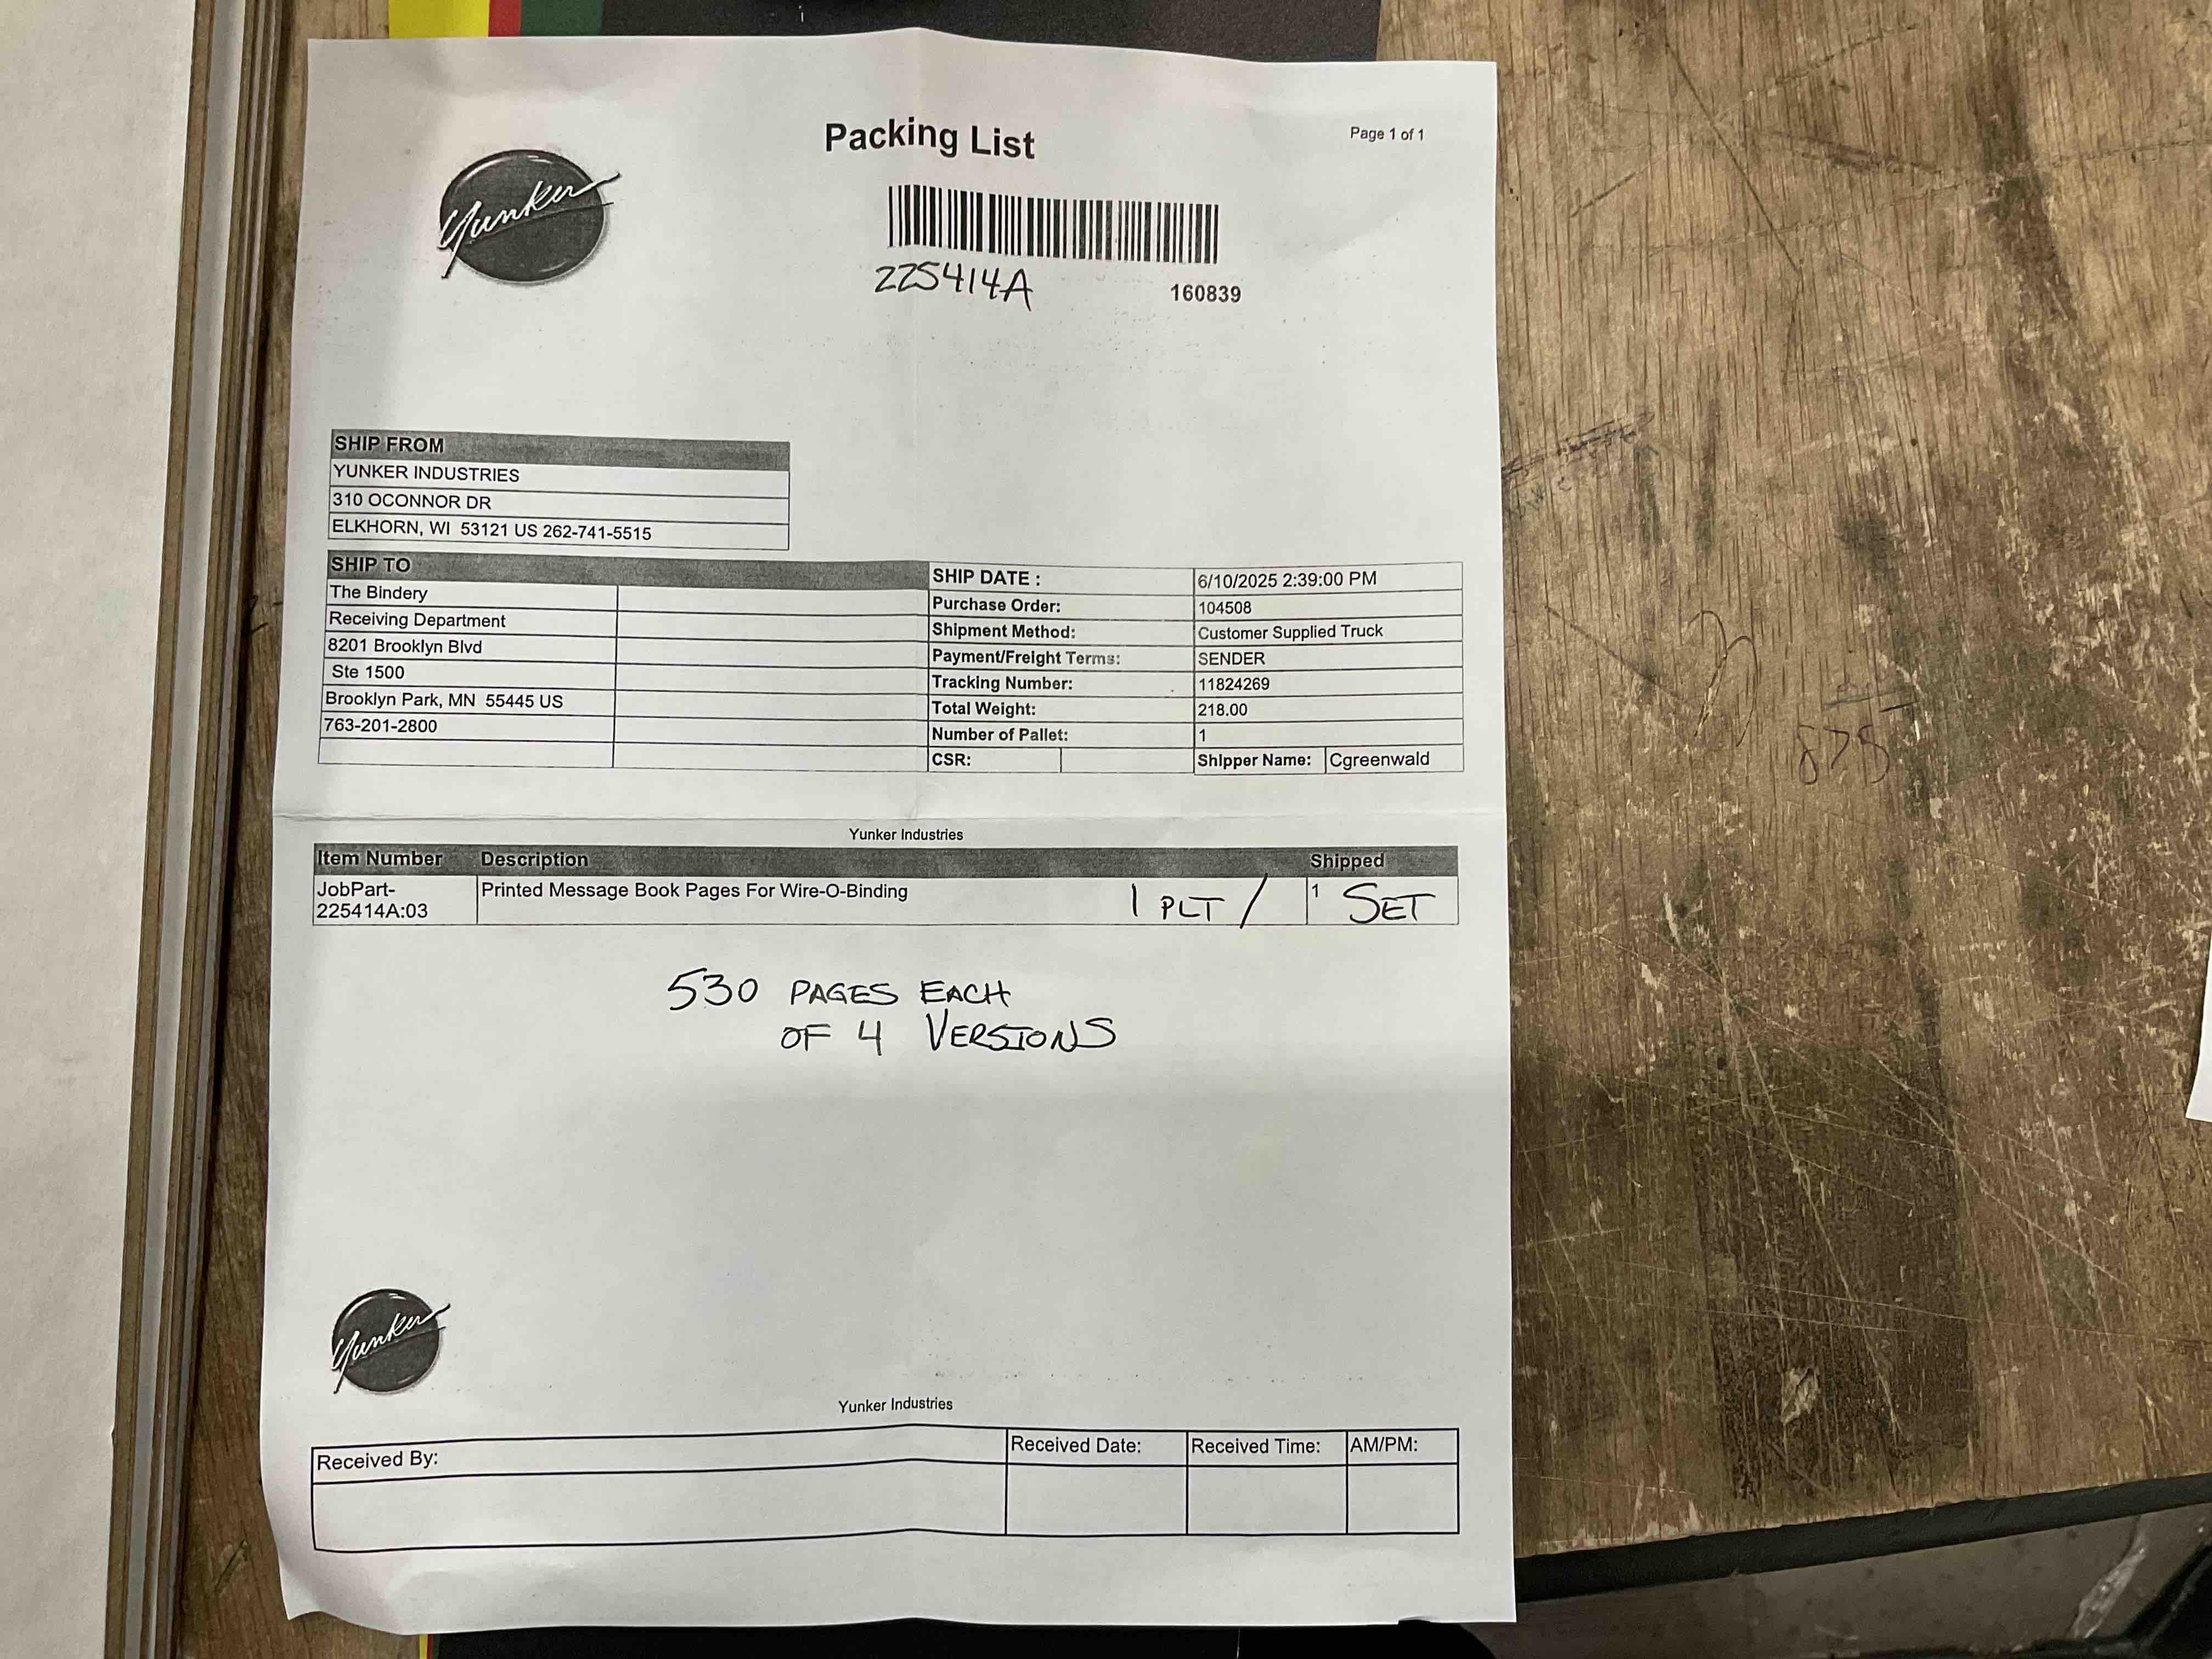 Packing List
Page 1 of 1
Yunker
225414A
160839
SHIP FROM
YUNKER INDUSTRIES
310 OCONNOR DR
ELKHORN, WI 53121 US 262-741-5515
SHIP TO
The Bindery
Receiving Department
8201 Brooklyn Blvd
Ste 1500
Brooklyn Park, MN 55445 US
763-201-2800
SHIP DATE : 6/10/2025 2:39:00 PM
Purchase Order: 104508
Shipment Method: Customer Supplied Truck
Payment/Freight Terms: SENDER
Tracking Number: 11824269
Total Weight: 218.00
Number of Pallet: 1
CSR: Shipper Name: Cgreenwald
Yunker Industries
Item Number Description Shipped
JobPart- Printed Message Book Pages For Wire-O-Binding 1 PLT / 1 SET
225414A:03
530 PAGES EACH
OF 4 VERSIONS
Yunker
Yunker Industries
Received By: Received Date: Received Time: AM/PM:
875